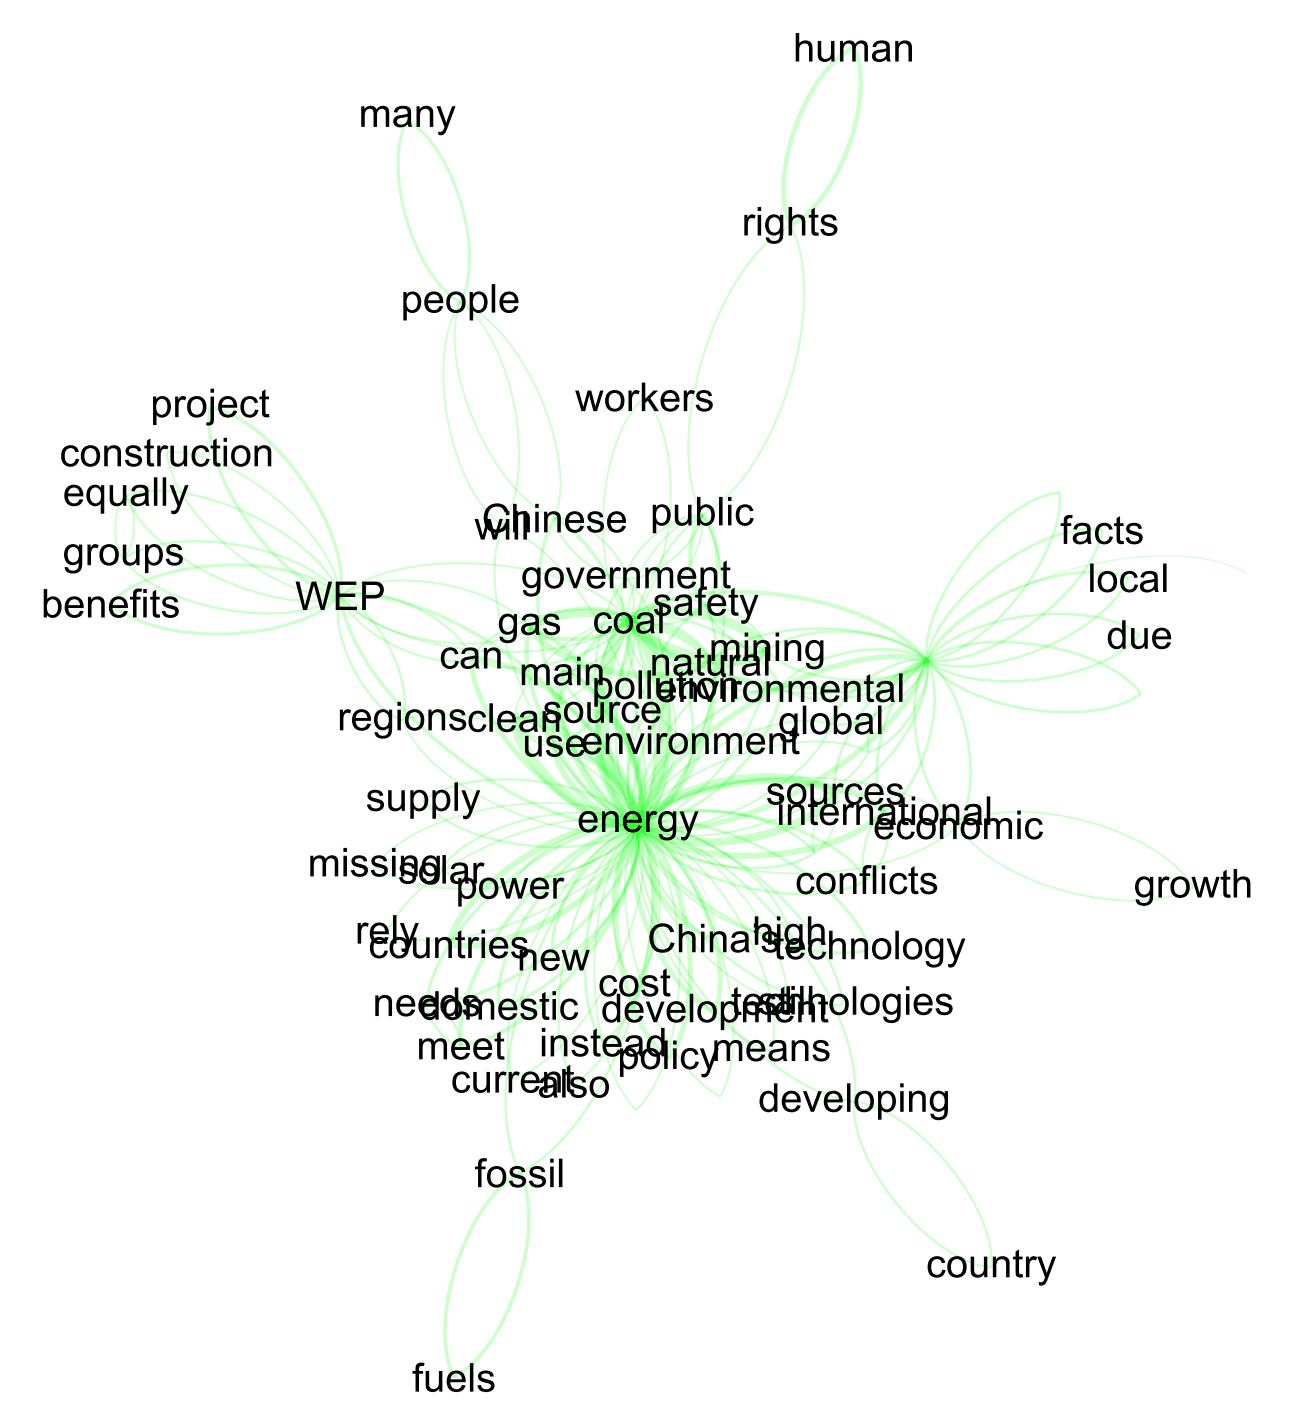 human
many
rights
people
workers
project
construction
equally
public
Chinese
will
facts
groups
government
local
WEP
benefits
safety
gas
coal
due
mining
can
natural
main
pollution
environmental
source
regions
clean
global
use
environment
sources
supply
international
energy
economic
missing
solar
conflicts
power
growth
rely
high
China's
countries
technology
new
cost
needs
domestic
development
still
technologies
instead
meet
means
policy
current
also
developing
fossil
country
fuels